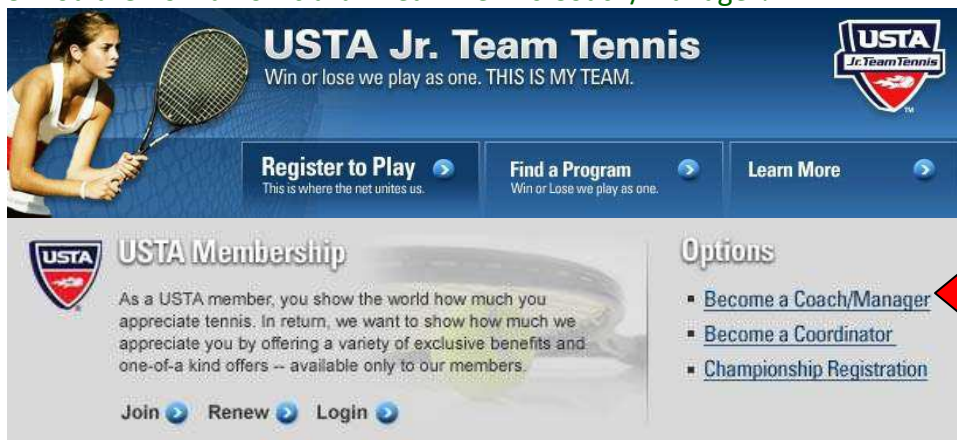 USTA Jr. Team Tennis
Win or lose we play as one. THIS IS MY TEAM.
USTA
Jr.TeamTennis
TM
Register to Play
This is where the net unites us.
Find a Program
Win or Lose we play as one.
Learn More
USTA
USTA Membership
As a USTA member, you show the world how much you
appreciate tennis. In return, we want to show how much we
appreciate you by offering a variety of exclusive benefits and
one-of-a kind offers -- available only to our members.
Join Renew Login
Options
Become a Coach/Manager
Become a Coordinator
Championship Registration